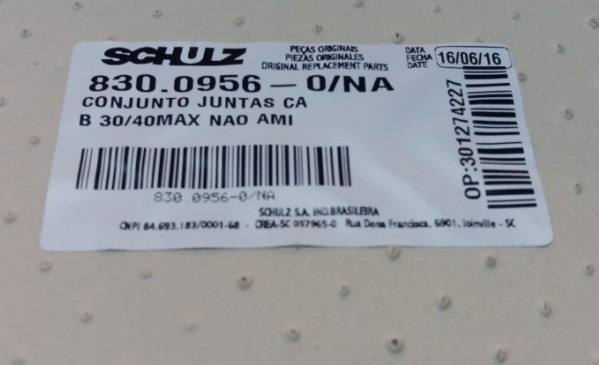 SCHULZ
PEÇAS ORIGINAIS
PIEZAS ORIGINALES
ORIGINAL REPLACEMENT PARTS
DATA
FECHA
DATE
16/06/16
830.0956-0/NA
CONJUNTO JUNTAS CA
B 30/40MAX NAO AMI
OP:301274227
830.0956-0/NA
SCHULZ S.A. IND.BRASILEIRA
CNPJ 84.693.183/0001-68 - CREA-SC 057965-0 Rua Dona Francisca, 6901, Joinville - SC